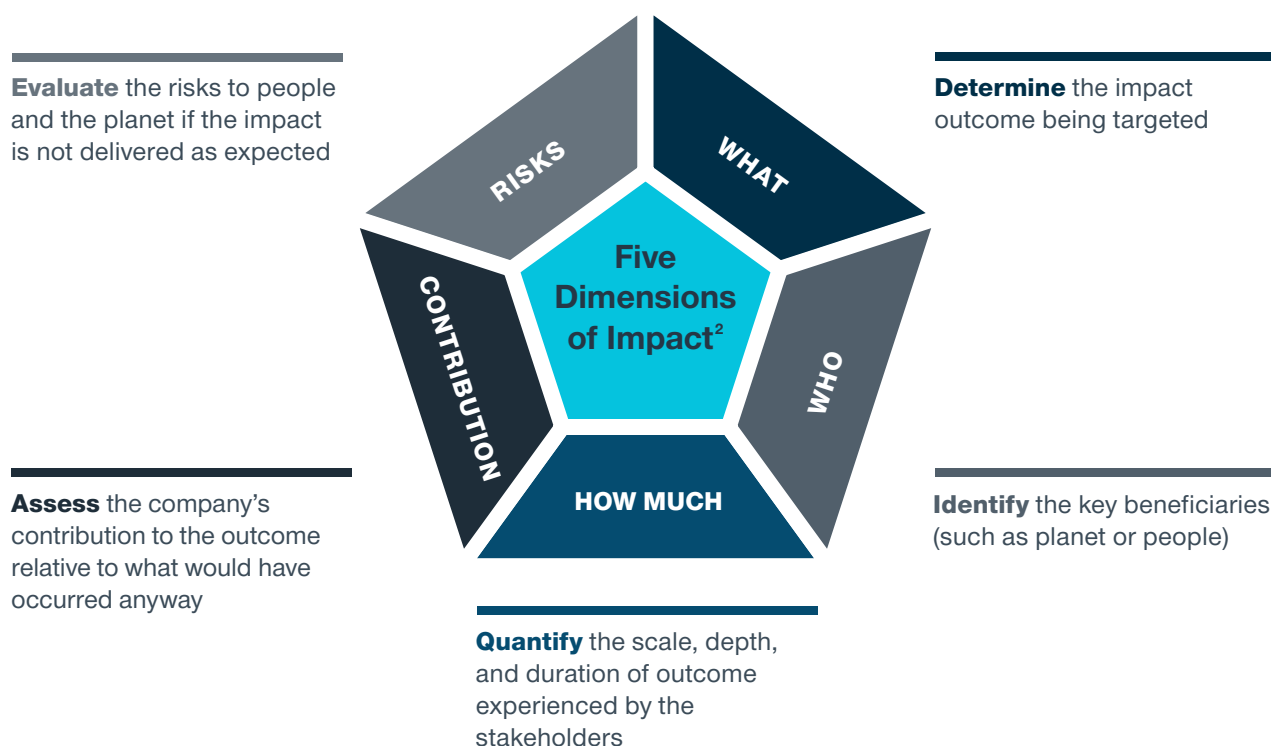 Evaluate the risks to people
and the planet if the impact
is not delivered as expected
RISKS
WHAT
Determine the impact
outcome being targeted
Five
Dimensions
of Impact²
CONTRIBUTION
WHO
HOW MUCH
Assess the company’s
contribution to the outcome
relative to what would have
occurred anyway
Identify the key beneficiaries
(such as planet or people)
Quantify the scale, depth,
and duration of outcome
experienced by the
stakeholders